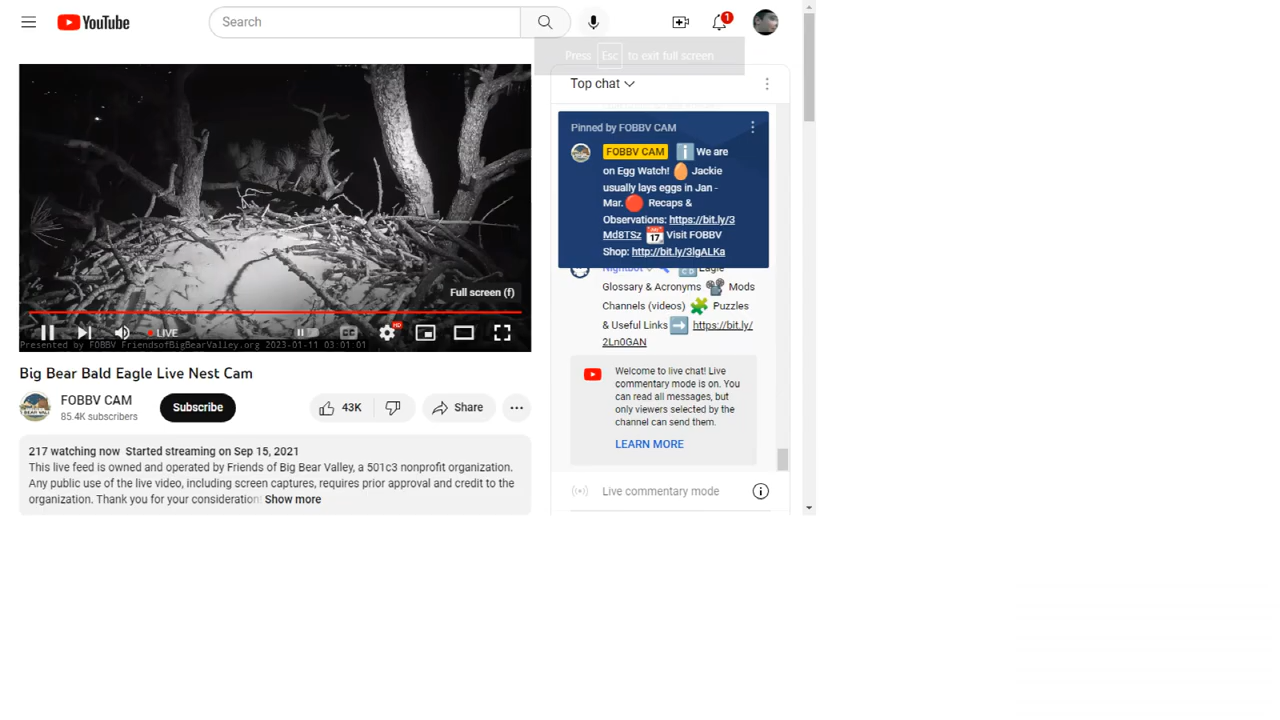 YouTube
Search
1
Press Esc to exit full screen
Top chat
Pinned by FOBBV CAM
FOBBV CAM ℹ️ We are
on Egg Watch! 🥚 Jackie
usually lays eggs in Jan -
Mar. 🔴 Recaps &
Observations: https://bit.ly/3
Md8TSz 📅 Visit FOBBV
Shop: http://bit.ly/3lgALKa
Nightbot Eagle
Glossary & Acronyms 📽️ Mods
Channels (videos) 🧩 Puzzles
& Useful Links ➡️ https://bit.ly/
2Ln0GAN
Welcome to live chat! Live
commentary mode is on. You
can read all messages, but
only viewers selected by the
channel can send them.
LEARN MORE
Live commentary mode
Full screen (f)
LIVE
CC
HD
Presented by FOBBV FriendsofBigBearValley.org 2023-01-11 03:01:01
Big Bear Bald Eagle Live Nest Cam
FOBBV CAM
85.4K subscribers
Subscribe
43K
Share
217 watching now Started streaming on Sep 15, 2021
This live feed is owned and operated by Friends of Big Bear Valley, a 501c3 nonprofit organization.
Any public use of the live video, including screen captures, requires prior approval and credit to the
organization. Thank you for your consideration! Show more